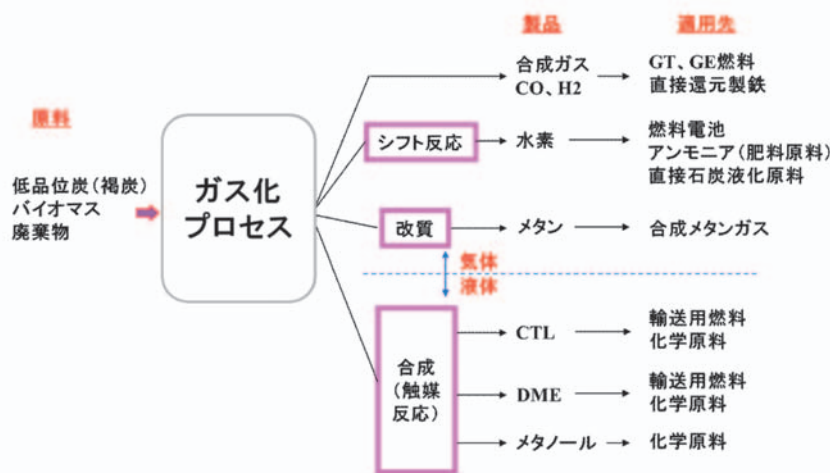 製品
適用先
合成ガス
CO、H2
GT、GE燃料
直接還元製鉄
原料
シフト反応
水素
燃料電池
アンモニア(肥料原料)
直接石炭液化原料
低品位炭(褐炭)
バイオマス
廃棄物
ガス化
プロセス
改質
メタン
合成メタンガス
気体
液体
合成
(触媒
反応)
CTL
輸送用燃料
化学原料
DME
輸送用燃料
化学原料
メタノール
化学原料